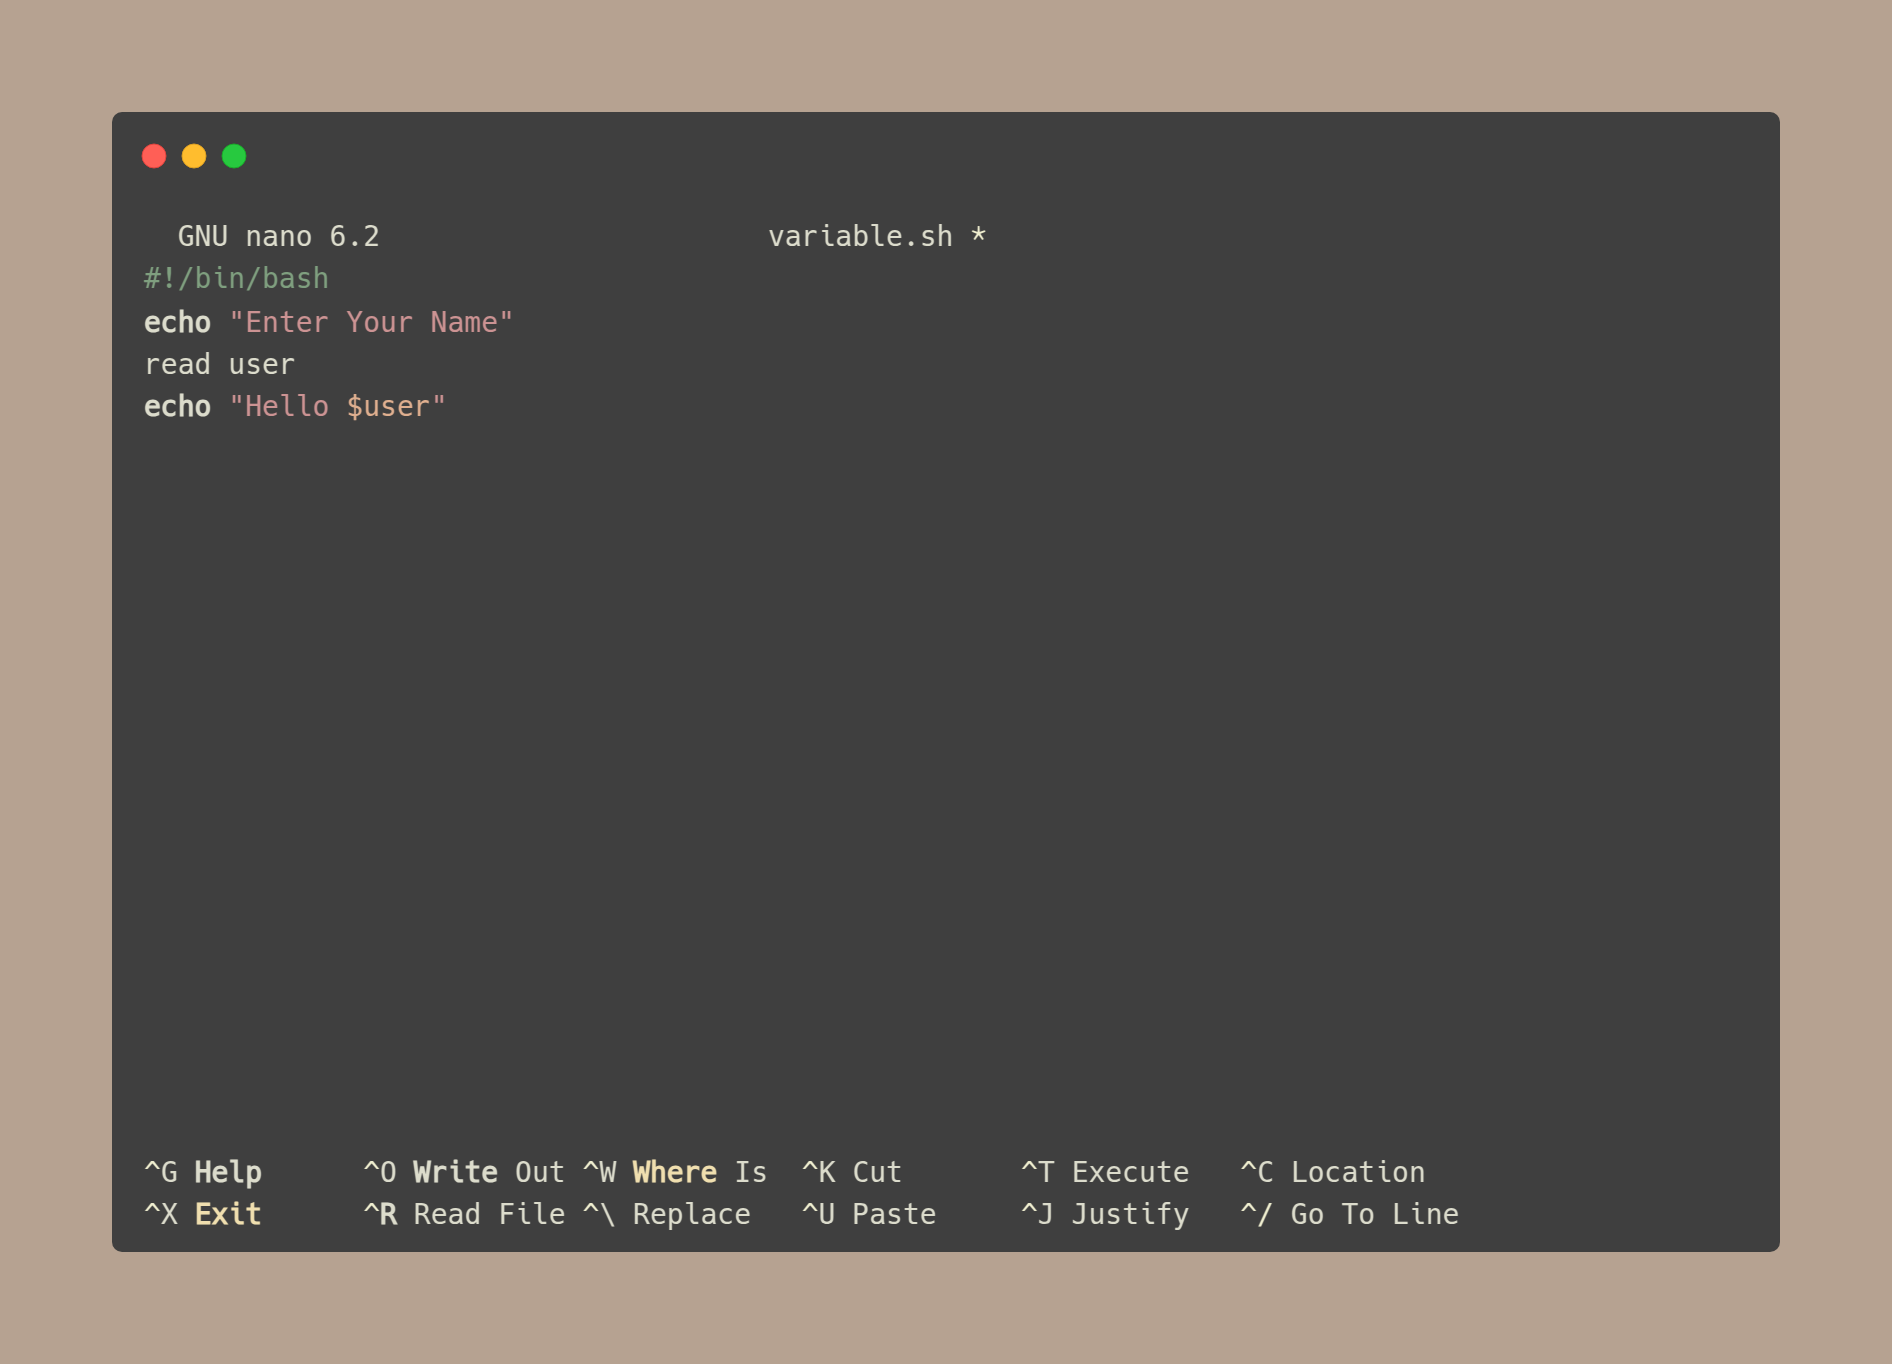 GNU nano 6.2 variable.sh *
#!/bin/bash
echo "Enter Your Name"
read user
echo "Hello $user"
^G Help ^O Write Out ^W Where Is ^K Cut ^T Execute ^C Location
^X Exit ^R Read File ^\ Replace ^U Paste ^J Justify ^/ Go To Line